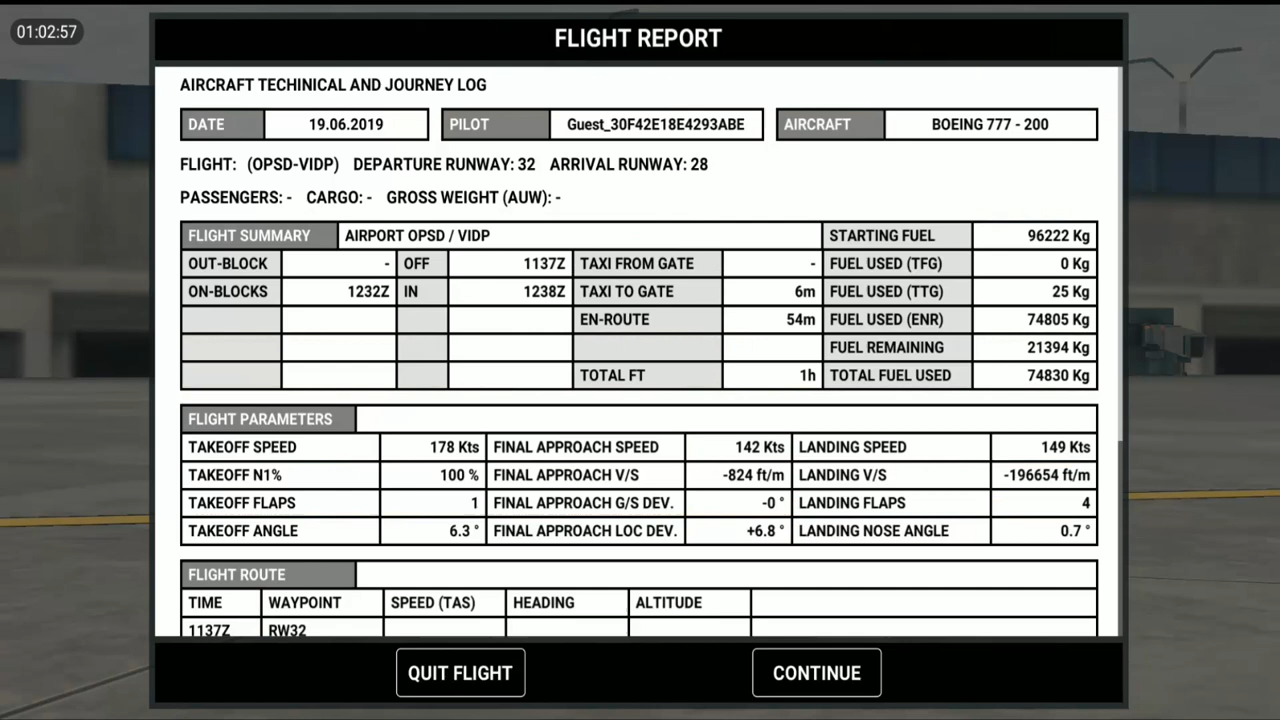 01:02:57
FLIGHT REPORT
AIRCRAFT TECHINICAL AND JOURNEY LOG
DATE 19.06.2019 PILOT Guest_30F42E18E4293ABE AIRCRAFT BOEING 777 - 200
FLIGHT: (OPSD-VIDP) DEPARTURE RUNWAY: 32 ARRIVAL RUNWAY: 28
PASSENGERS: - CARGO: - GROSS WEIGHT (AUW): -
FLIGHT SUMMARY AIRPORT OPSD / VIDP STARTING FUEL 96222 Kg
OUT-BLOCK - OFF 1137Z TAXI FROM GATE - FUEL USED (TFG) 0 Kg
ON-BLOCKS 1232Z IN 1238Z TAXI TO GATE 6m FUEL USED (TTG) 25 Kg
EN-ROUTE 54m FUEL USED (ENR) 74805 Kg
FUEL REMAINING 21394 Kg
TOTAL FT 1h TOTAL FUEL USED 74830 Kg
FLIGHT PARAMETERS
TAKEOFF SPEED 178 Kts FINAL APPROACH SPEED 142 Kts LANDING SPEED 149 Kts
TAKEOFF N1% 100 % FINAL APPROACH V/S -824 ft/m LANDING V/S -196654 ft/m
TAKEOFF FLAPS 1 FINAL APPROACH G/S DEV. -0 ° LANDING FLAPS 4
TAKEOFF ANGLE 6.3 ° FINAL APPROACH LOC DEV. +6.8 ° LANDING NOSE ANGLE 0.7 °
FLIGHT ROUTE
TIME WAYPOINT SPEED (TAS) HEADING ALTITUDE
1137Z RW32
QUIT FLIGHT CONTINUE